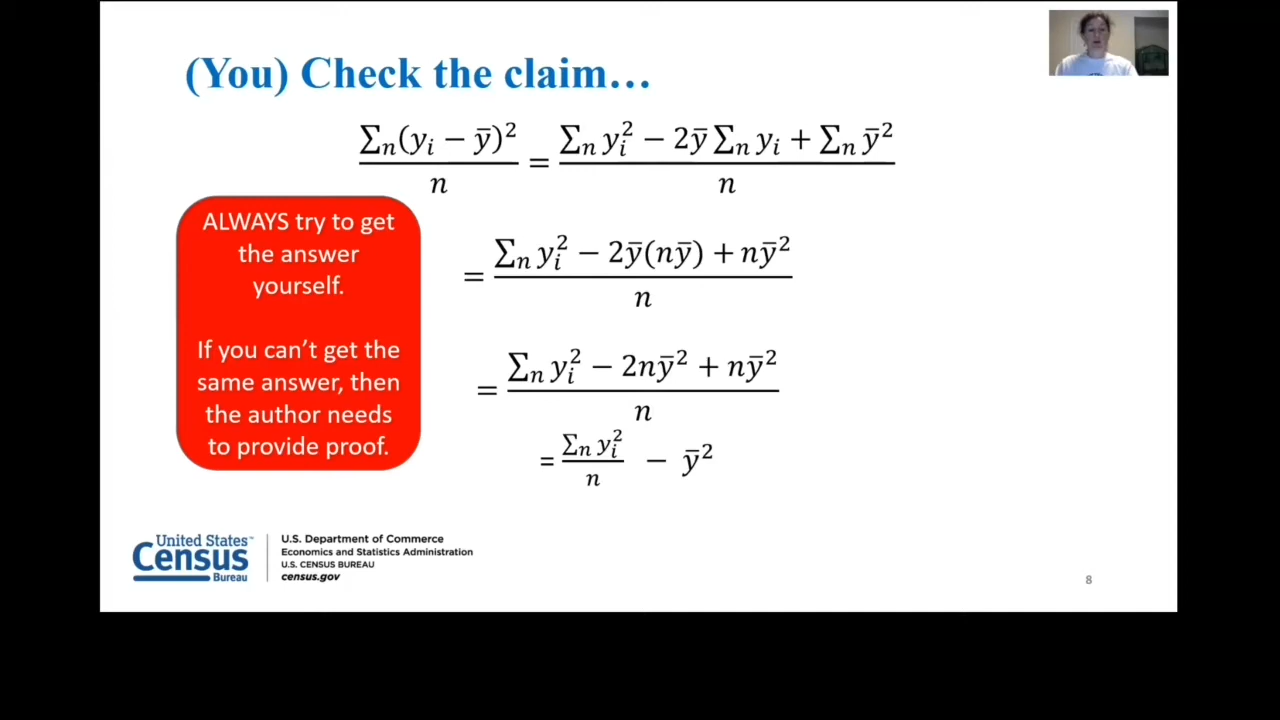 (You) Check the claim…
∑ₙ(yᵢ − ȳ)² / n = (∑ₙ yᵢ² − 2ȳ ∑ₙ yᵢ + ∑ₙ ȳ²) / n
ALWAYS try to get
the answer
yourself.
If you can’t get the
same answer, then
the author needs
to provide proof.
= (∑ₙ yᵢ² − 2ȳ(nȳ) + nȳ²) / n
= (∑ₙ yᵢ² − 2nȳ² + nȳ²) / n
= ∑ₙ yᵢ² / n − ȳ²
United States™
Census
Bureau
U.S. Department of Commerce
Economics and Statistics Administration
U.S. CENSUS BUREAU
census.gov
8